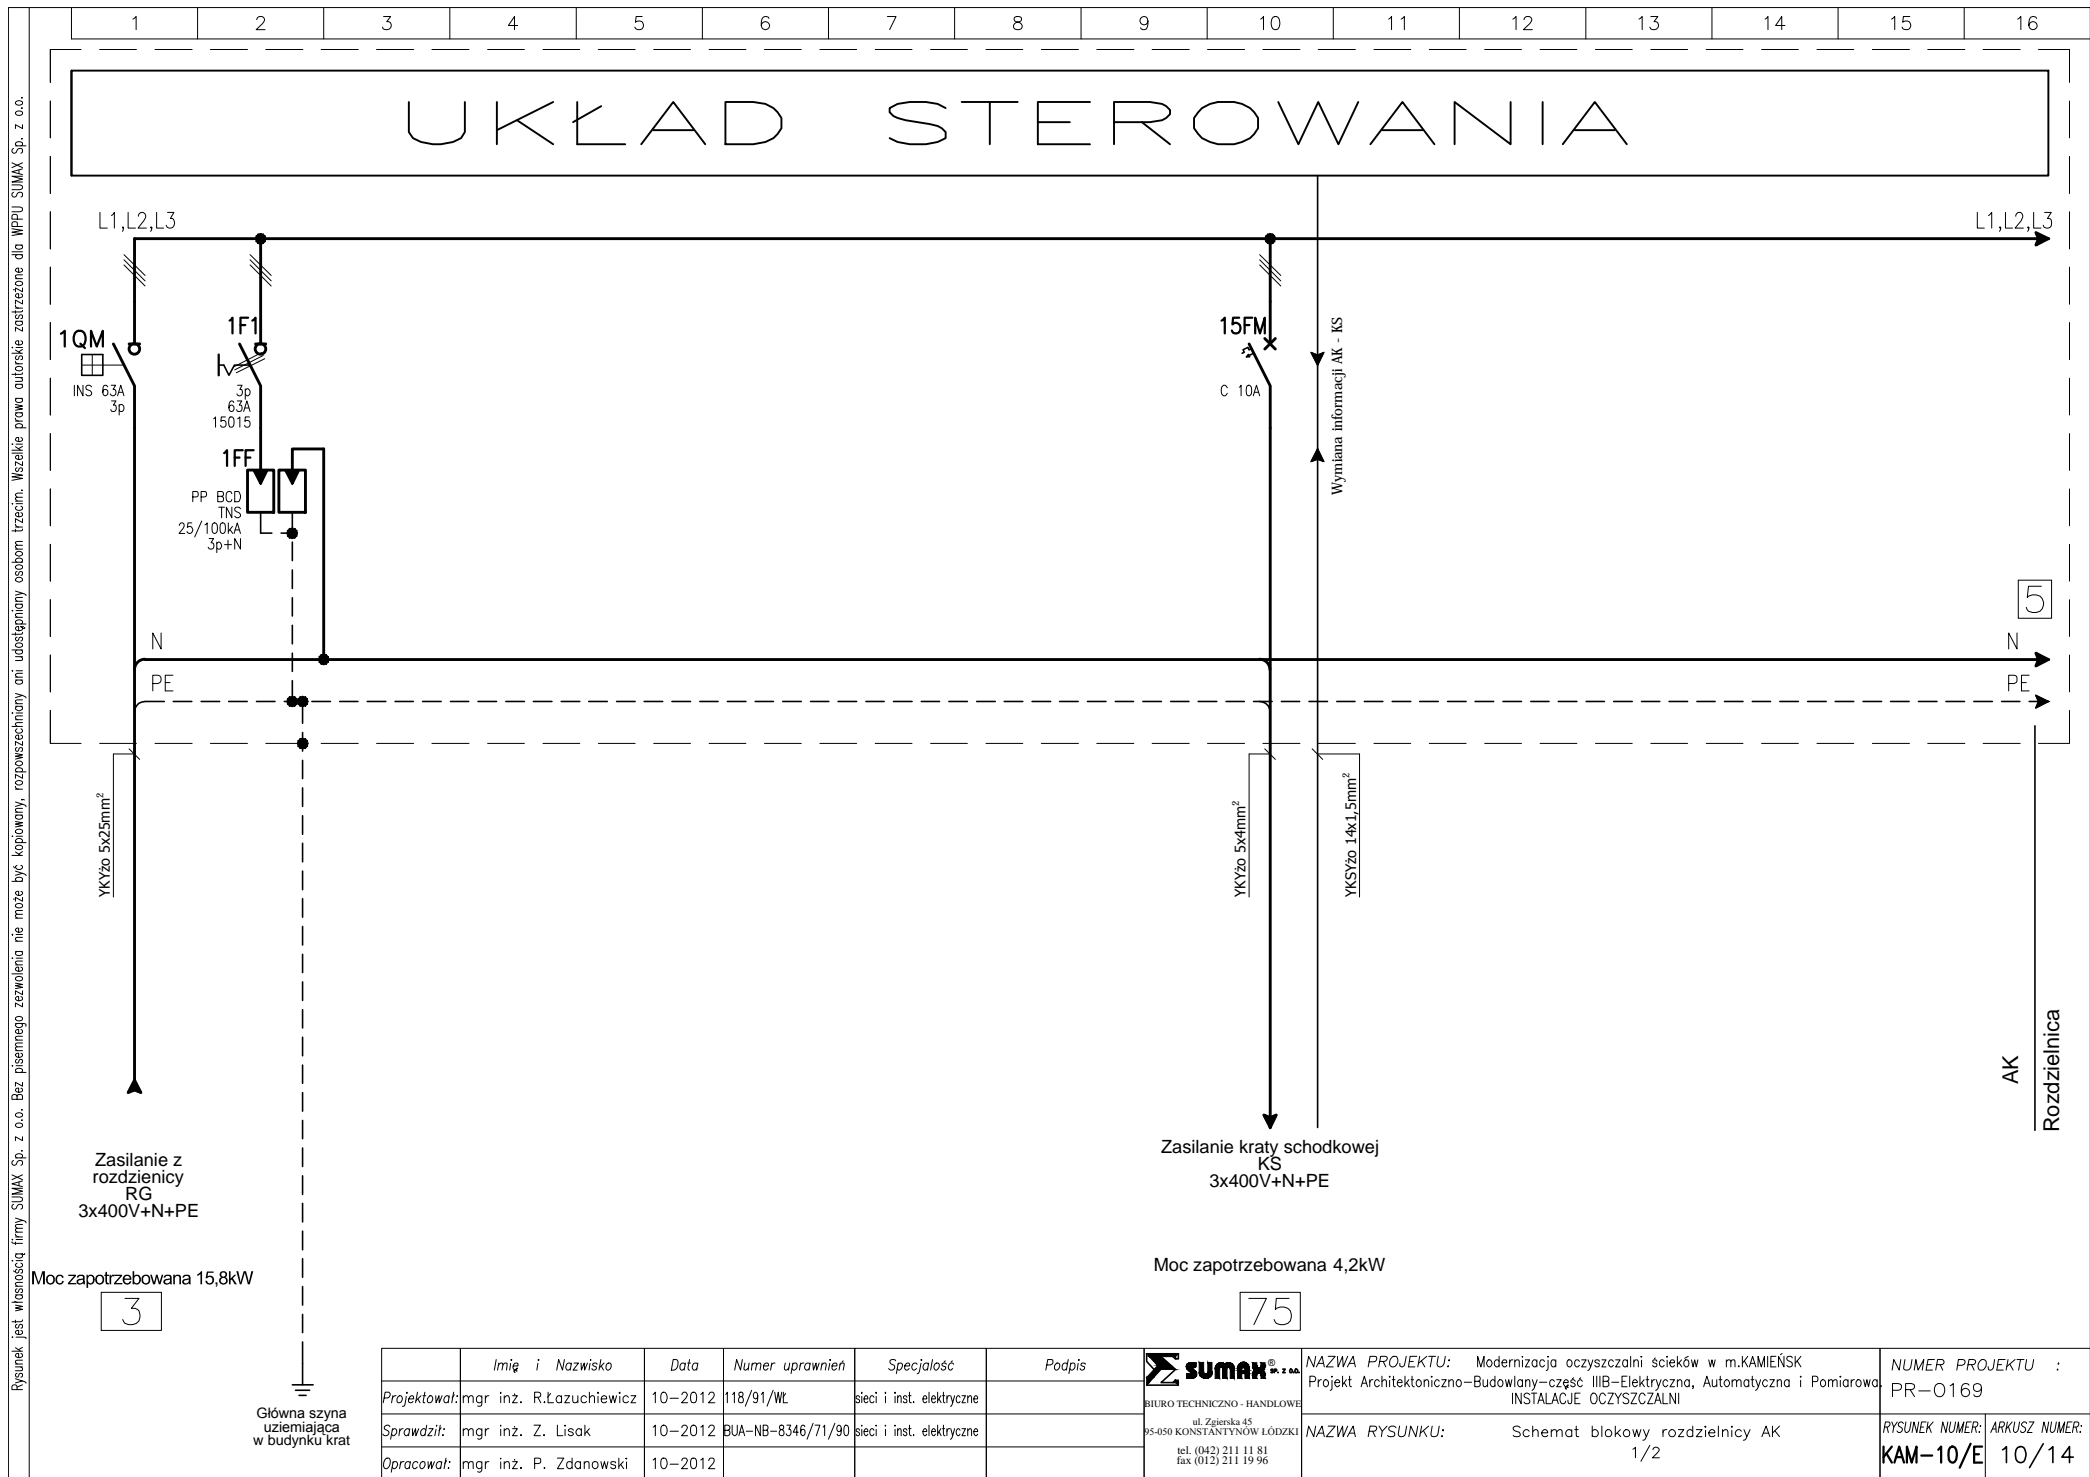 1 2 3 4 5 6 7 8 9 10 11 12 13 14 15 16
UKŁAD STEROWANIA
L1,L2,L3
L1,L2,L3
1QM
INS 63A
3p
1F1
3p
63A
15015
1FF
PP BCD
TNS
25/100kA
3p+N
15FM
C 10A
Wymiana informacji AK - KS
5
N
N
PE
PE
YKYżo 5x25mm²
YKYżo 5x4mm²
YKSYżo 14x1,5mm²
AK
Rozdzielnica
Zasilanie z
rozdzienicy
RG
3x400V+N+PE
Moc zapotrzebowana 15,8kW
3
Główna szyna
uziemiająca
w budynku krat
Zasilanie kraty schodkowej
KS
3x400V+N+PE
Moc zapotrzebowana 4,2kW
75
Rysunek jest własnością firmy SUMAX Sp. z o.o. Bez pisemnego zezwolenia nie może być kopiowany, rozpowszechniany ani udostępniany osobom trzecim. Wszelkie prawa autorskie zastrzeżone dla WPPU SUMAX Sp. z o.o.
Imię i Nazwisko Data Numer uprawnień Specjalość Podpis
Projektował: mgr inż. R.Łazuchiewicz 10-2012 118/91/WŁ sieci i inst. elektryczne
Sprawdził: mgr inż. Z. Lisak 10-2012 BUA-NB-8346/71/90 sieci i inst. elektryczne
Opracował: mgr inż. P. Zdanowski 10-2012
SUMAX® SP. Z O.O.
BIURO TECHNICZNO - HANDLOWE
ul. Zgierska 45
95-050 KONSTANTYNÓW ŁÓDZKI
tel. (042) 211 11 81
fax (012) 211 19 96
NAZWA PROJEKTU: Modernizacja oczyszczalni ścieków w m.KAMIEŃSK
Projekt Architektoniczno-Budowlany-część IIIB-Elektryczna, Automatyczna i Pomiarowa,
INSTALACJE OCZYSZCZALNI
NAZWA RYSUNKU: Schemat blokowy rozdzielnicy AK
1/2
NUMER PROJEKTU :
PR-0169
RYSUNEK NUMER: ARKUSZ NUMER:
KAM-10/E 10/14